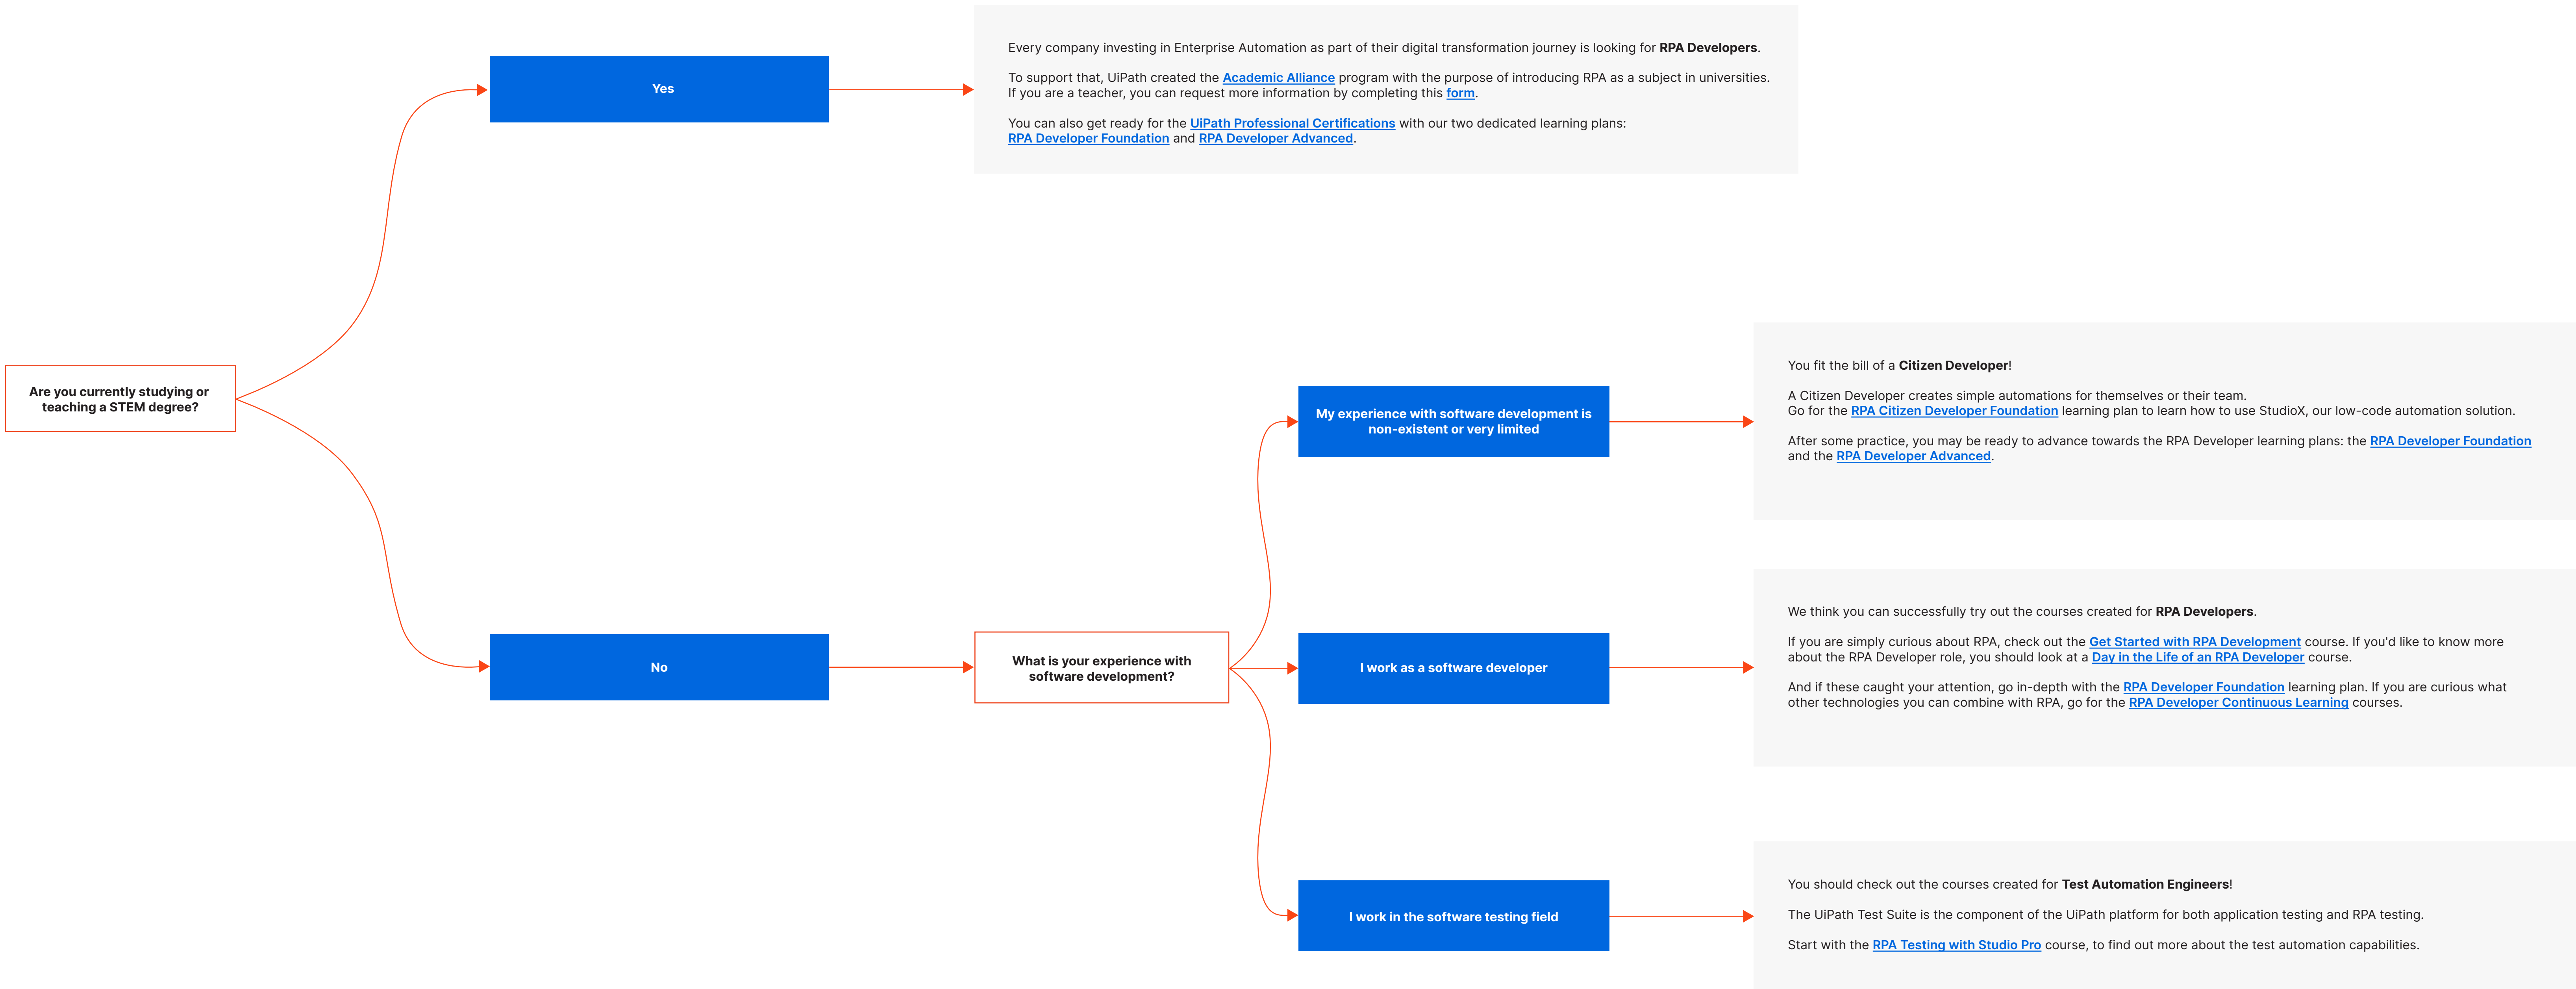 Yes
Every company investing in Enterprise Automation as part of their digital transformation journey is looking for RPA Developers.
To support that, UiPath created the Academic Alliance program with the purpose of introducing RPA as a subject in universities.
If you are a teacher, you can request more information by completing this form.
You can also get ready for the UiPath Professional Certifications with our two dedicated learning plans:
RPA Developer Foundation and RPA Developer Advanced.
Are you currently studying or
teaching a STEM degree?
My experience with software development is
non-existent or very limited
You fit the bill of a Citizen Developer!
A Citizen Developer creates simple automations for themselves or their team.
Go for the RPA Citizen Developer Foundation learning plan to learn how to use StudioX, our low-code automation solution.
After some practice, you may be ready to advance towards the RPA Developer learning plans: the RPA Developer Foundation
and the RPA Developer Advanced.
No
What is your experience with
software development?
I work as a software developer
We think you can successfully try out the courses created for RPA Developers.
If you are simply curious about RPA, check out the Get Started with RPA Development course. If you'd like to know more
about the RPA Developer role, you should look at a Day in the Life of an RPA Developer course.
And if these caught your attention, go in-depth with the RPA Developer Foundation learning plan. If you are curious what
other technologies you can combine with RPA, go for the RPA Developer Continuous Learning courses.
I work in the software testing field
You should check out the courses created for Test Automation Engineers!
The UiPath Test Suite is the component of the UiPath platform for both application testing and RPA testing.
Start with the RPA Testing with Studio Pro course, to find out more about the test automation capabilities.